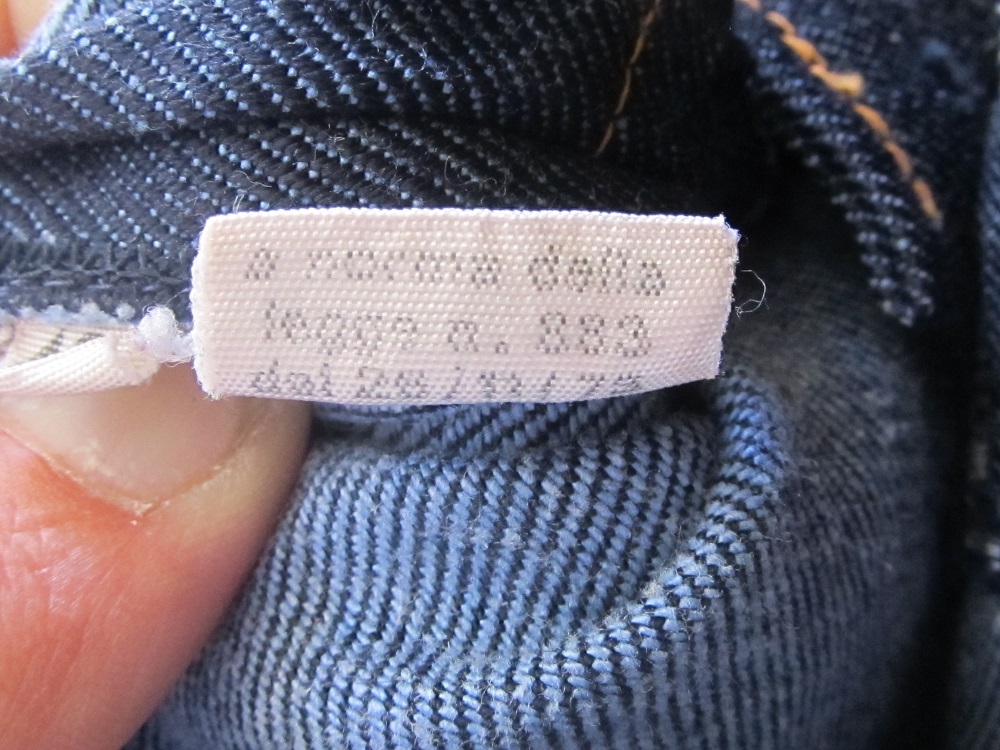 a norma della
legge n. 883
del 26/11/73